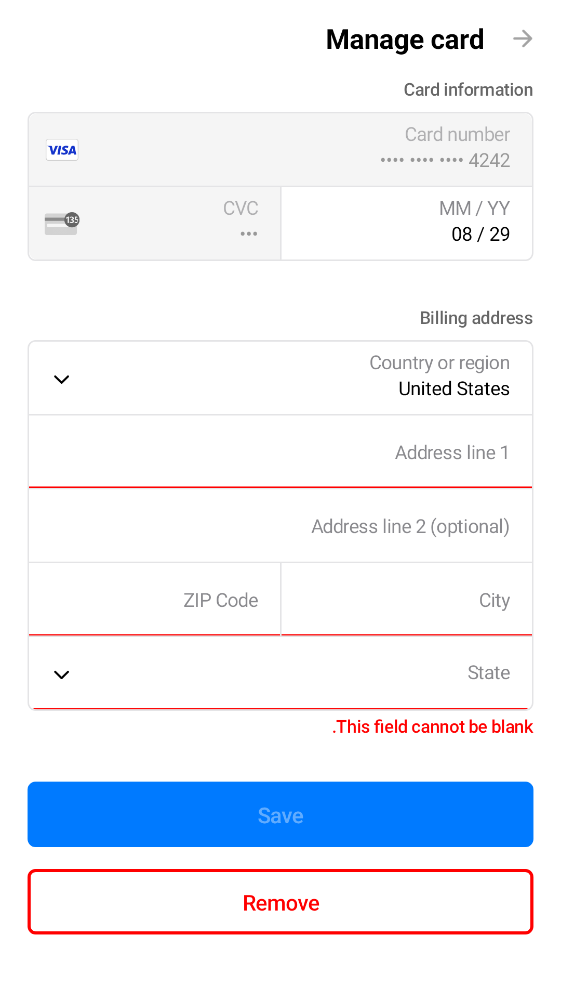 Manage card
Card information
Card number
VISA
•••• •••• •••• 4242
MM / YY
08 / 29
CVC
•••
135
Billing address
Country or region
United States
Address line 1
Address line 2 (optional)
City
ZIP Code
State
.This field cannot be blank
Save
Remove